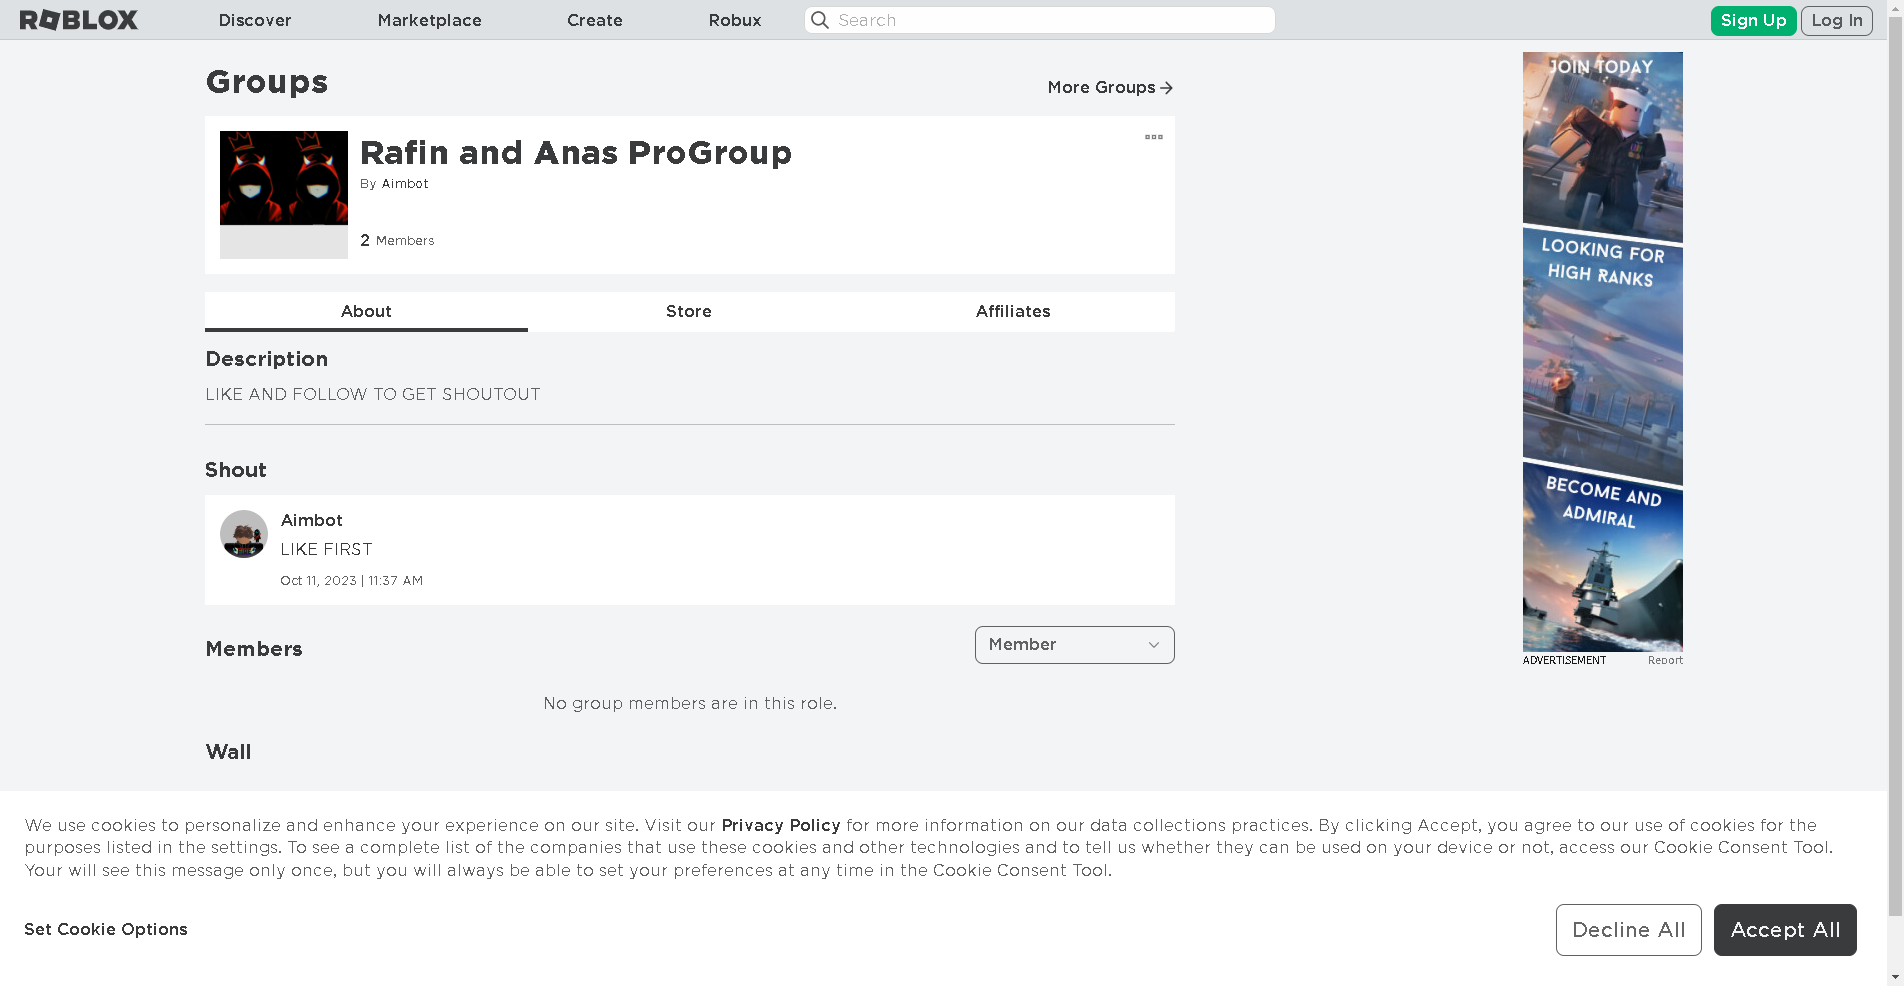 ROBLOX
Discover
Marketplace
Create
Robux
Search
Sign Up
Log In
Groups
More Groups
Rafin and Anas ProGroup
By Aimbot
2 Members
About
Store
Affiliates
Description
LIKE AND FOLLOW TO GET SHOUTOUT
Shout
Aimbot
LIKE FIRST
Oct 11, 2023 | 11:37 AM
Members
Member
No group members are in this role.
Wall
JOIN TODAY
LOOKING FOR
HIGH RANKS
BECOME AND
ADMIRAL
ADVERTISEMENT
Report
We use cookies to personalize and enhance your experience on our site. Visit our Privacy Policy for more information on our data collections practices. By clicking Accept, you agree to our use of cookies for the
purposes listed in the settings. To see a complete list of the companies that use these cookies and other technologies and to tell us whether they can be used on your device or not, access our Cookie Consent Tool.
Your will see this message only once, but you will always be able to set your preferences at any time in the Cookie Consent Tool.
Set Cookie Options
Decline All
Accept All